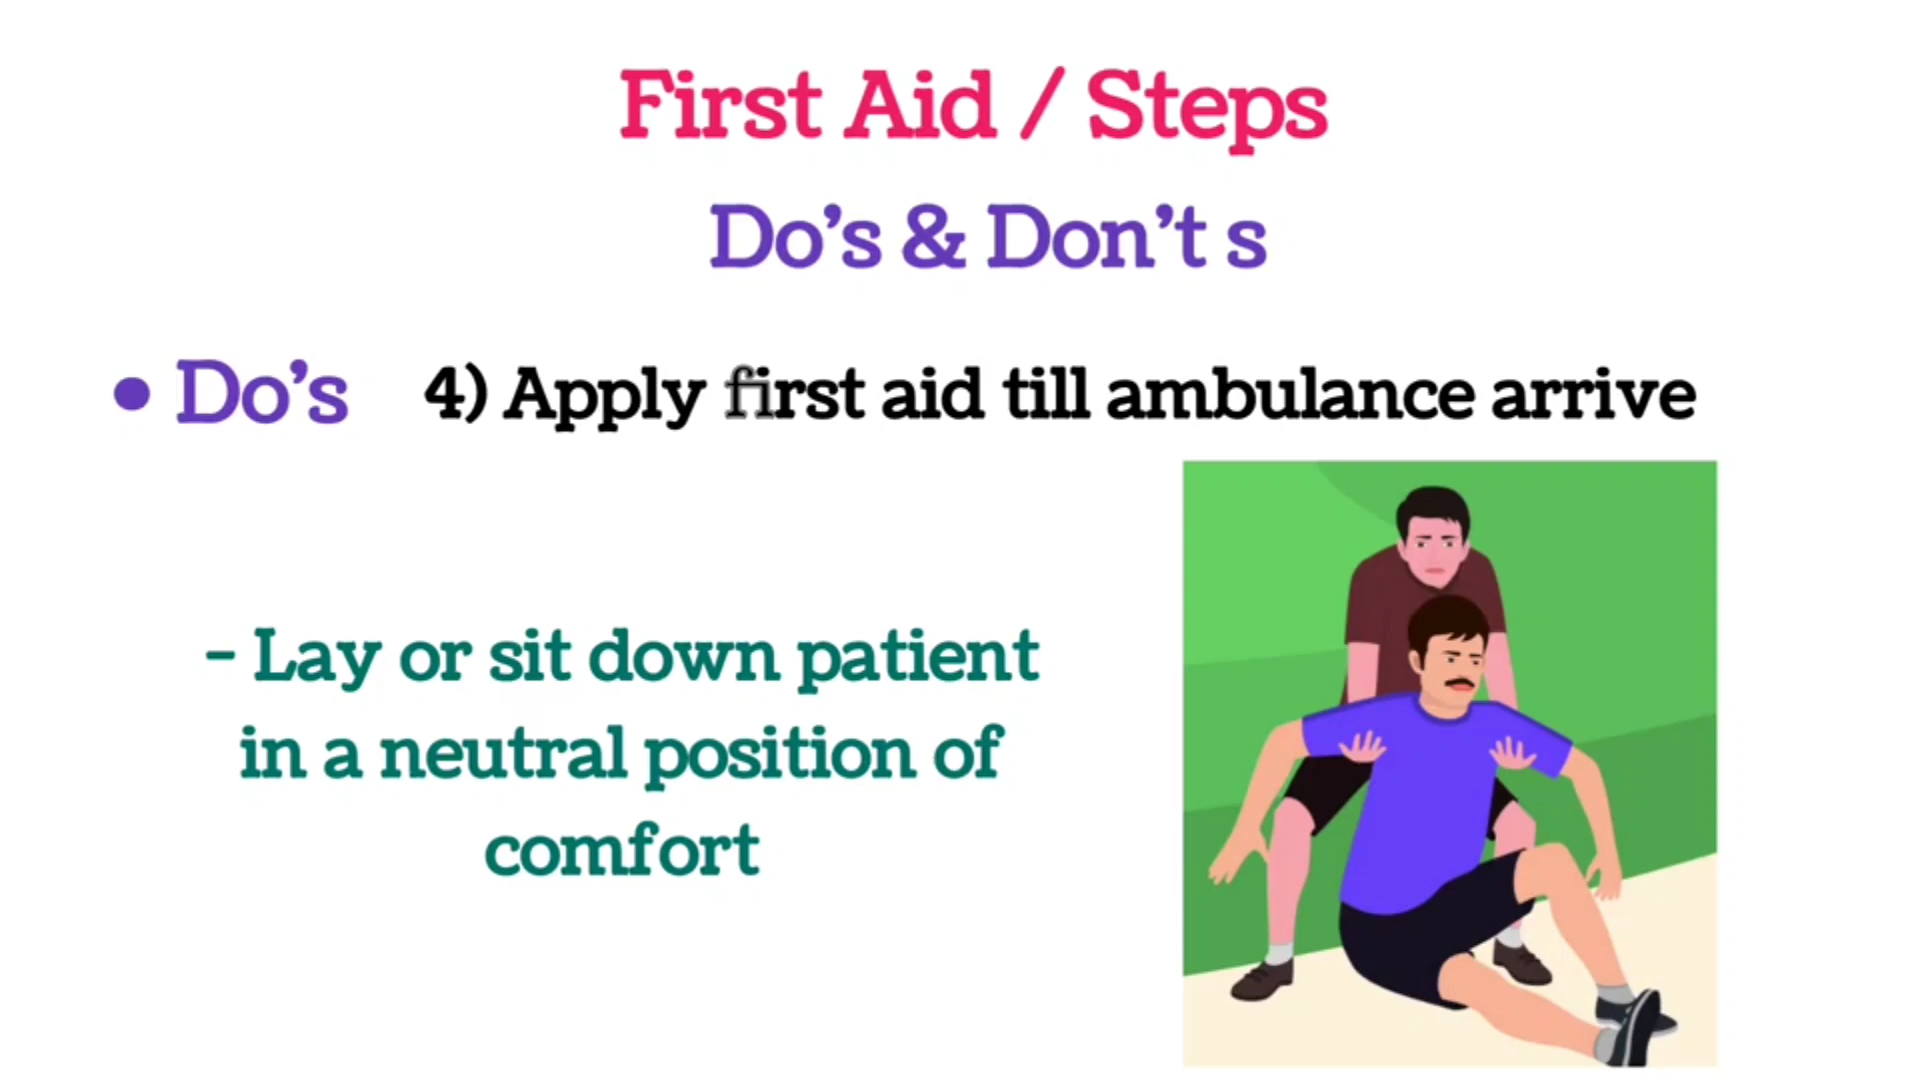 First Aid / Steps
Do's & Don't s
• Do's 4) Apply first aid till ambulance arrive
- Lay or sit down patient
in a neutral position of
comfort